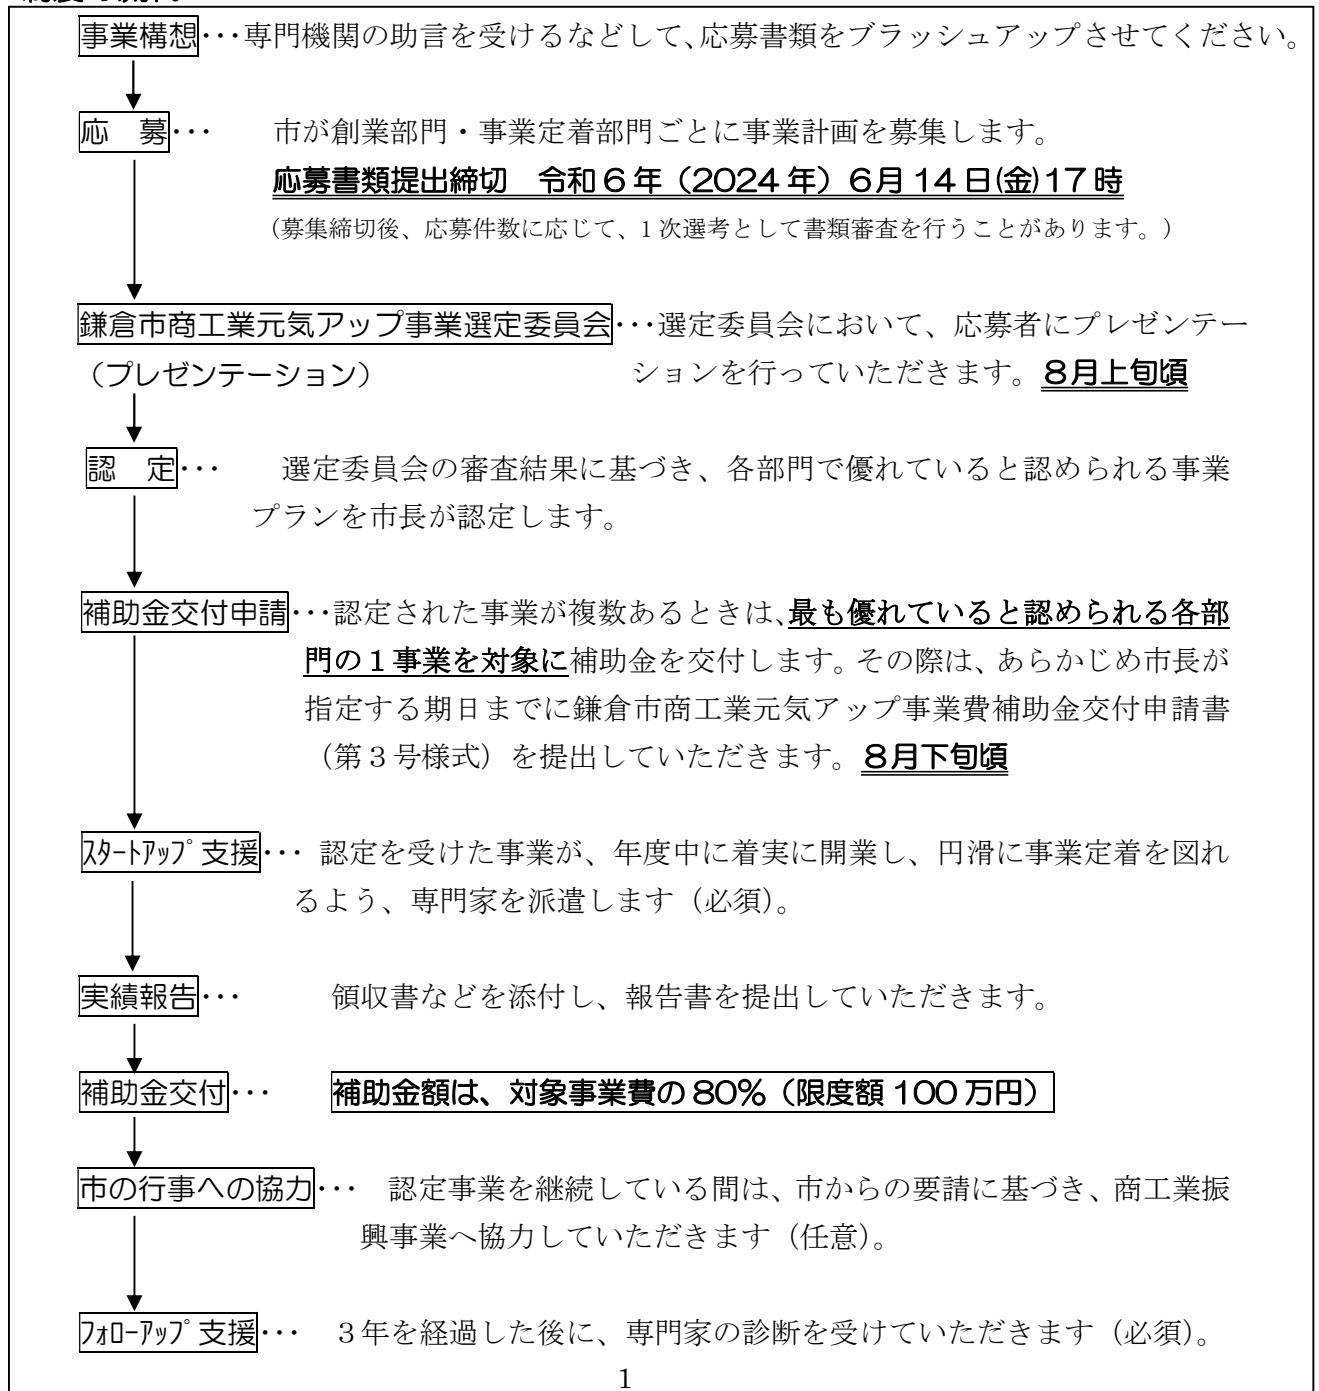 事業構想･･･専門機関の助言を受けるなどして、応募書類をブラッシュアップさせてください。
応　募･･･　　市が創業部門・事業定着部門ごとに事業計画を募集します。
応募書類提出締切　令和６年（2024年）６月14日(金)17時
（募集締切後、応募件数に応じて、1次選考として書類審査を行うことがあります。）
鎌倉市商工業元気アップ事業選定委員会･･･選定委員会において、応募者にプレゼンテー
（プレゼンテーション）　　　　　　　　ションを行っていただきます。８月上旬頃
認　定･･･　　選定委員会の審査結果に基づき、各部門で優れていると認められる事業
プランを市長が認定します。
補助金交付申請･･･認定された事業が複数あるときは、最も優れていると認められる各部
門の１事業を対象に補助金を交付します。その際は、あらかじめ市長が
指定する期日までに鎌倉市商工業元気アップ事業費補助金交付申請書
（第３号様式）を提出していただきます。８月下旬頃
ｽﾀｰﾄｱｯﾌﾟ支援･･･ 認定を受けた事業が、年度中に着実に開業し、円滑に事業定着を図れ
るよう、専門家を派遣します（必須）。
実績報告･･･　　　領収書などを添付し、報告書を提出していただきます。
補助金交付･･･　　補助金額は、対象事業費の80％（限度額100万円）
市の行事への協力･･･　認定事業を継続している間は、市からの要請に基づき、商工業振
興事業へ協力していただきます（任意）。
ﾌｫﾛｰｱｯﾌﾟ支援･･･　３年を経過した後に、専門家の診断を受けていただきます（必須）。
1